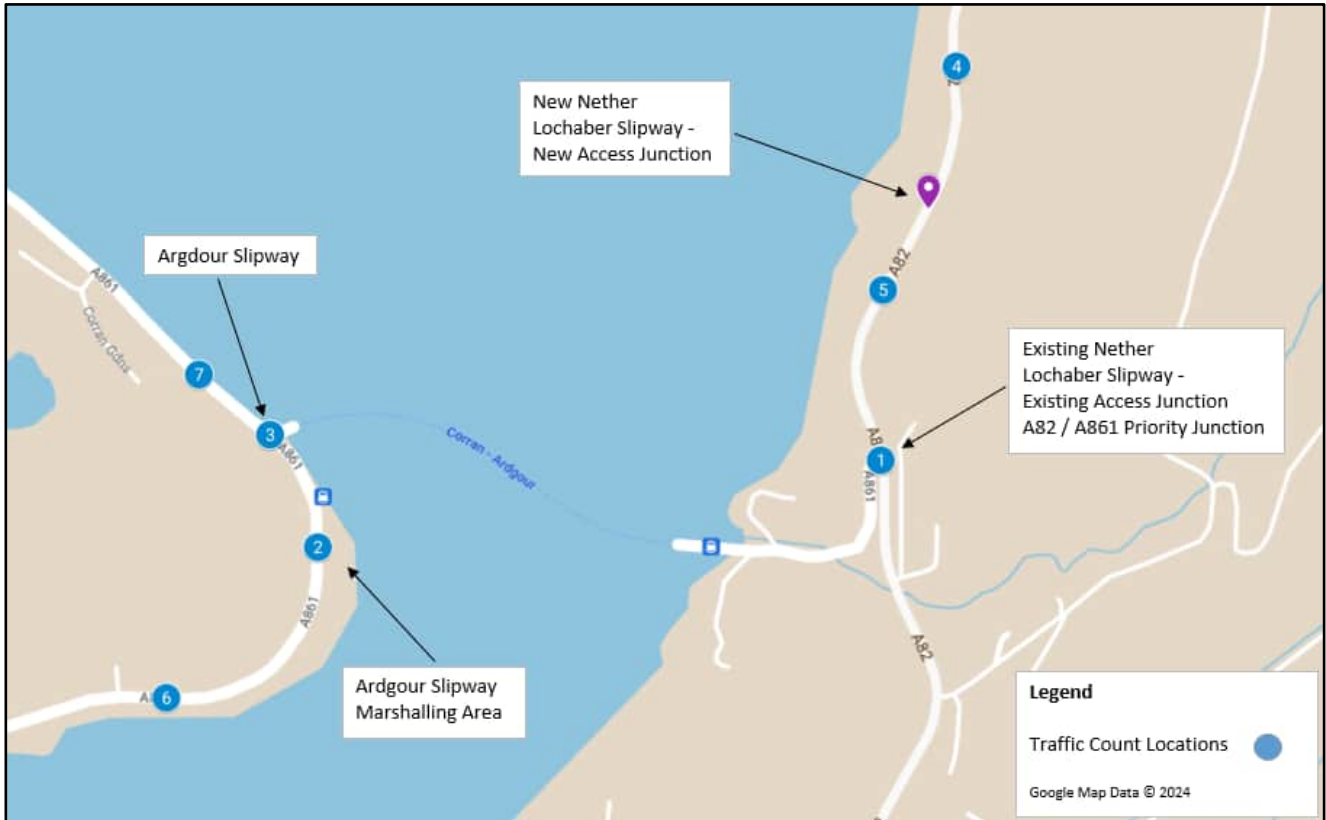 4
2
New Nether
Lochaber Slipway -
New Access Junction
A82
5
Argdour Slipway
A861
Corran Gdns
7
3
A861
Corran - Ardgour
Existing Nether
Lochaber Slipway -
Existing Access Junction
A82 / A861 Priority Junction
A8
1
A861
2
A861
A82
Ardgour Slipway
Marshalling Area
A
6
Legend
Traffic Count Locations
Google Map Data © 2024